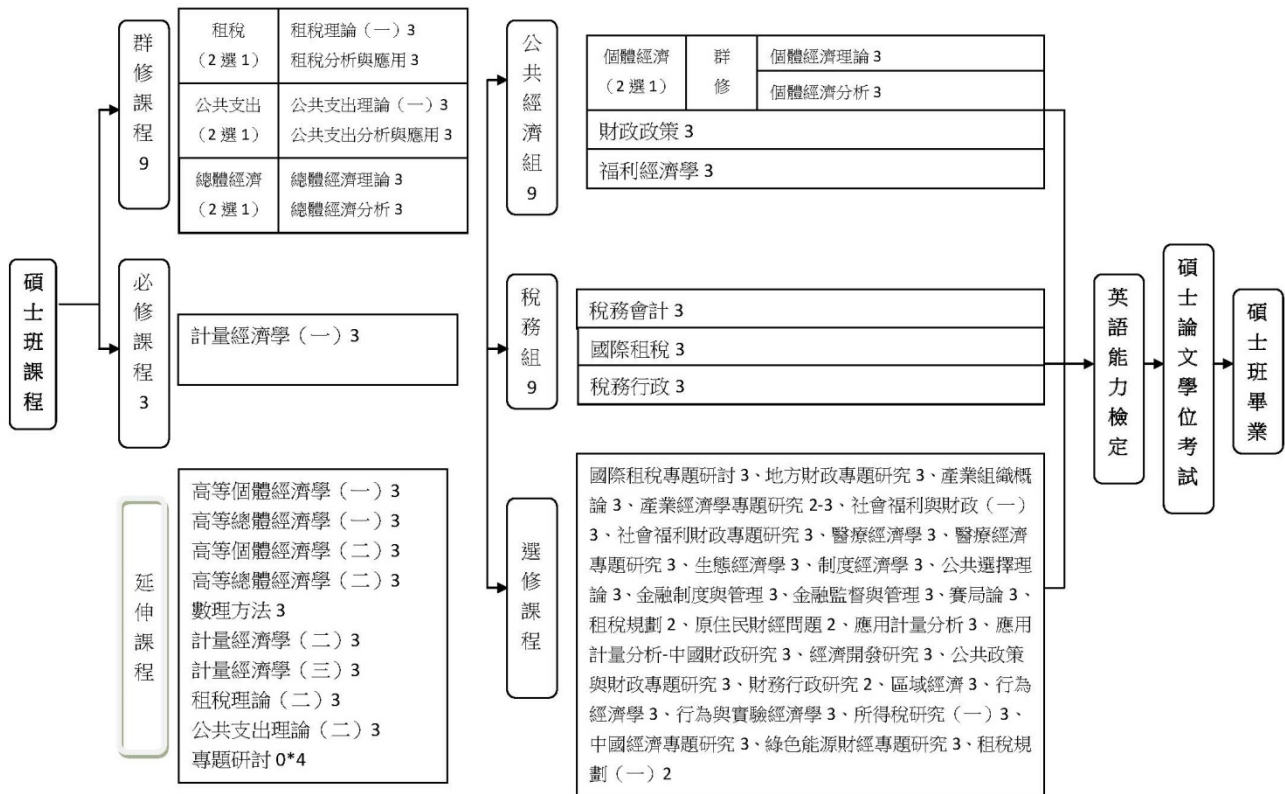 碩士班課程
群修課程
9
租稅
（2 選 1）
租稅理論（一）3
租稅分析與應用 3
公共支出
（2 選 1）
公共支出理論（一）3
公共支出分析與應用 3
總體經濟
（2 選 1）
總體經濟理論 3
總體經濟分析 3
必修課程
3
計量經濟學（一）3
延伸課程
高等個體經濟學（一）3
高等總體經濟學（一）3
高等個體經濟學（二）3
高等總體經濟學（二）3
數理方法 3
計量經濟學（二）3
計量經濟學（三）3
租稅理論（二）3
公共支出理論（二）3
專題研討 0*4
公共經濟組
9
個體經濟
（2 選 1）
群修
個體經濟理論 3
個體經濟分析 3
財政政策 3
福利經濟學 3
稅務組
9
稅務會計 3
國際租稅 3
稅務行政 3
選修課程
國際租稅專題研討 3、地方財政專題研究 3、產業組織概
論 3、產業經濟學專題研究 2-3、社會福利與財政（一）
3、社會福利財政專題研究 3、醫療經濟學 3、醫療經濟
專題研究 3、生態經濟學 3、制度經濟學 3、公共選擇理
論 3、金融制度與管理 3、金融監督與管理 3、賽局論 3、
租稅規劃 2、原住民財經問題 2、應用計量分析 3、應用
計量分析-中國財政研究 3、經濟開發研究 3、公共政策
與財政專題研究 3、財務行政研究 2、區域經濟 3、行為
經濟學 3、行為與實驗經濟學 3、所得稅研究（一）3、
中國經濟專題研究 3、綠色能源財經專題研究 3、租稅規
劃（一）2
英語能力檢定
碩士論文學位考試
碩士班畢業